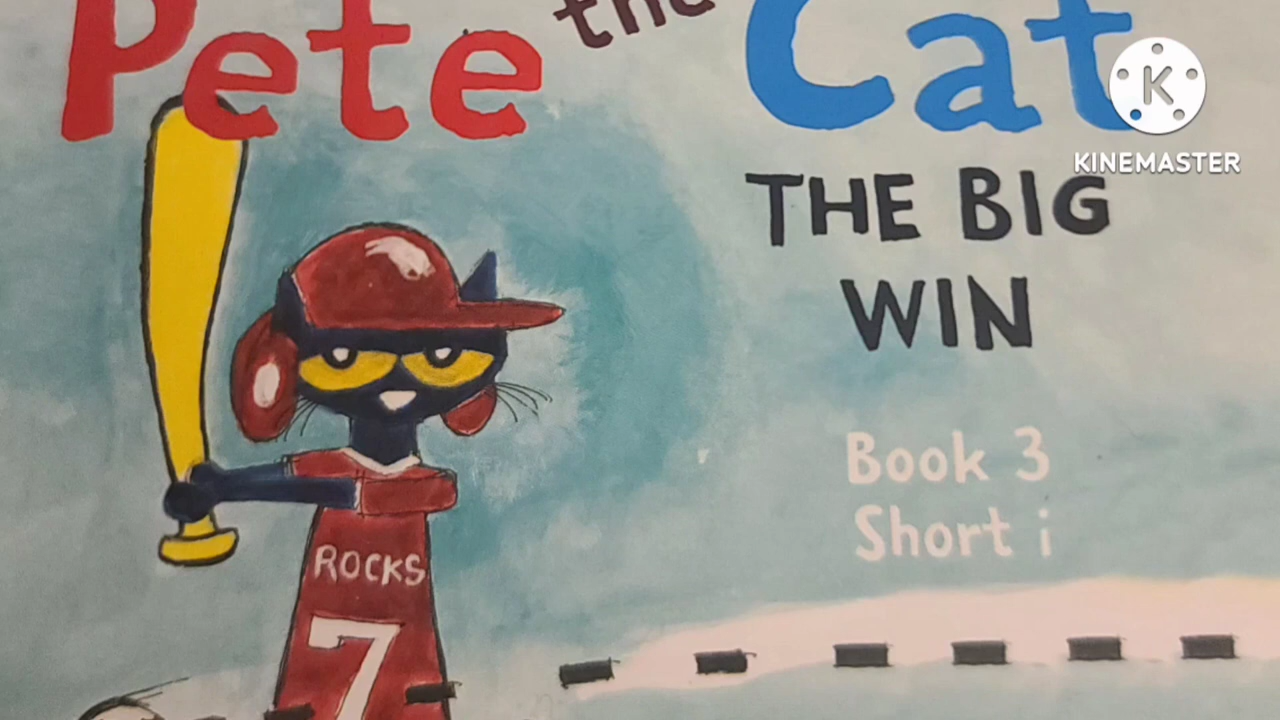 Pete the Cat
K
KINEMASTER
THE BIG
WIN
Book 3
Short i
ROCKS
7